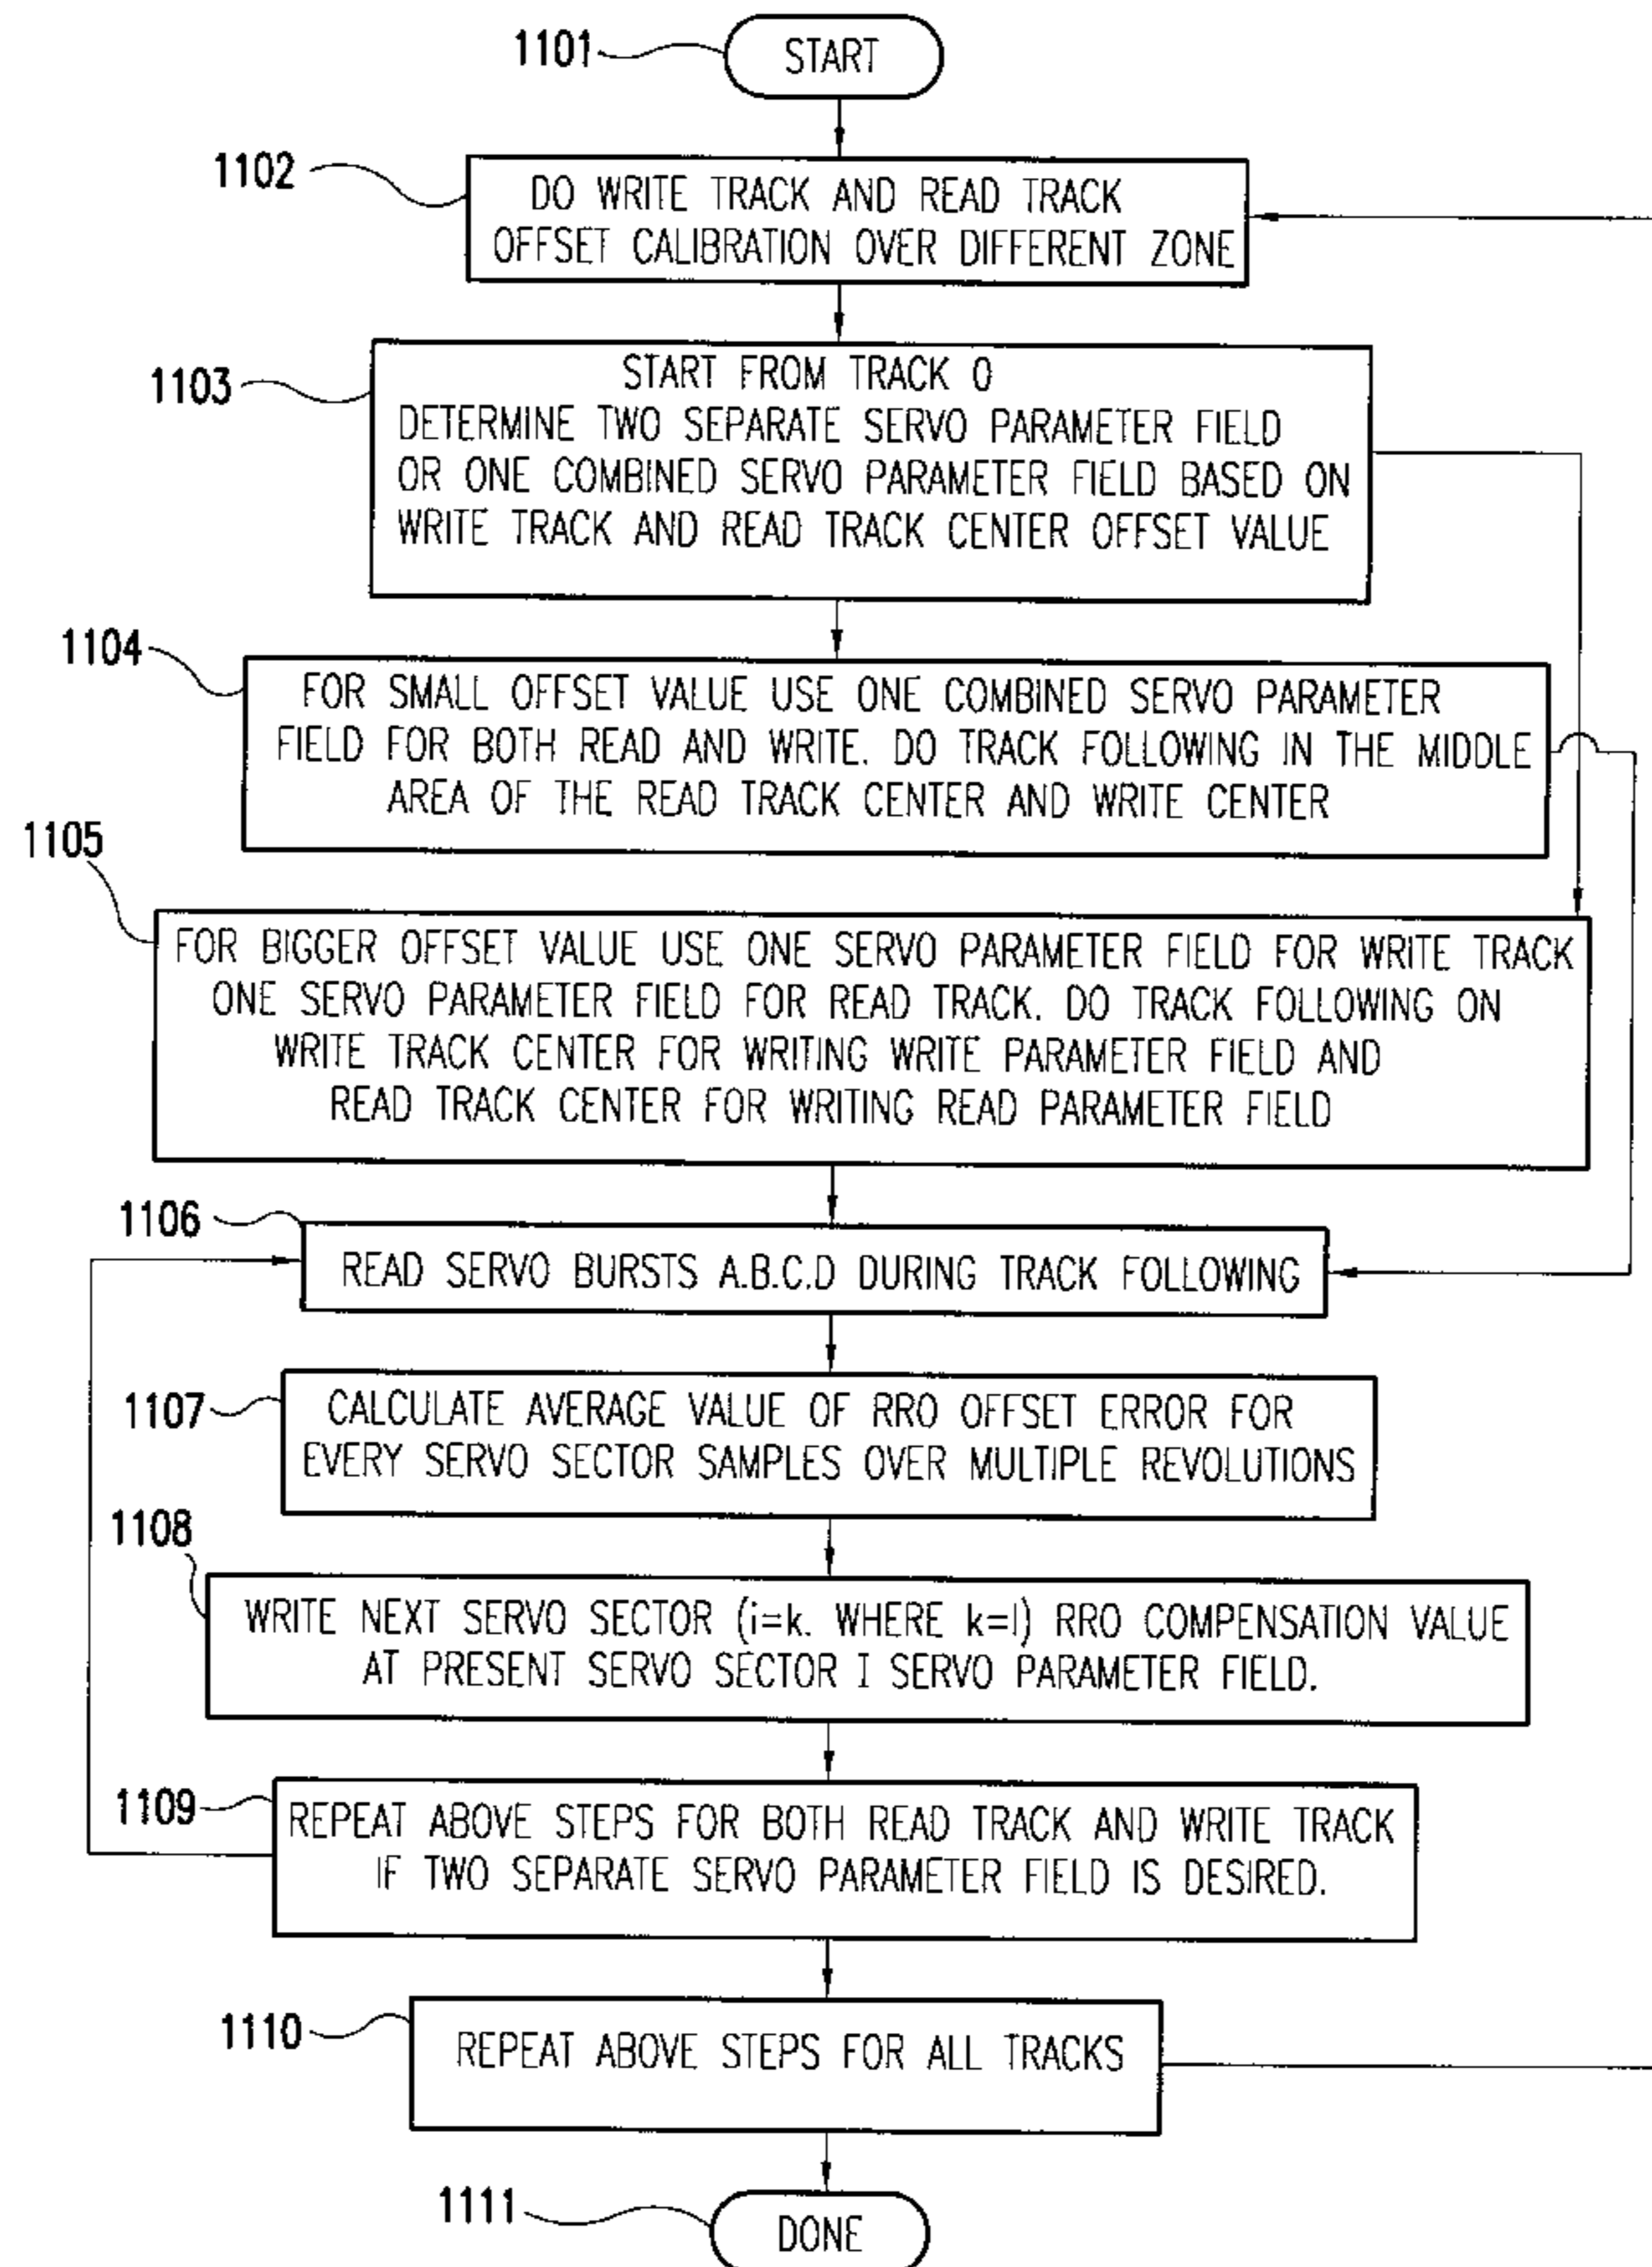 1101
START
1102
DO WRITE TRACK AND READ TRACK
OFFSET CALIBRATION OVER DIFFERENT ZONE
1103
START FROM TRACK 0
DETERMINE TWO SEPARATE SERVO PARAMETER FIELD
OR ONE COMBINED SERVO PARAMETER FIELD BASED ON
WRITE TRACK AND READ TRACK CENTER OFFSET VALUE
1104
FOR SMALL OFFSET VALUE USE ONE COMBINED SERVO PARAMETER
FIELD FOR BOTH READ AND WRITE. DO TRACK FOLLOWING IN THE MIDDLE
AREA OF THE READ TRACK CENTER AND WRITE CENTER
1105
FOR BIGGER OFFSET VALUE USE ONE SERVO PARAMETER FIELD FOR WRITE TRACK
ONE SERVO PARAMETER FIELD FOR READ TRACK. DO TRACK FOLLOWING ON
WRITE TRACK CENTER FOR WRITING WRITE PARAMETER FIELD AND
READ TRACK CENTER FOR WRITING READ PARAMETER FIELD
1106
READ SERVO BURSTS A.B.C.D DURING TRACK FOLLOWING
1107
CALCULATE AVERAGE VALUE OF RRO OFFSET ERROR FOR
EVERY SERVO SECTOR SAMPLES OVER MULTIPLE REVOLUTIONS
1108
WRITE NEXT SERVO SECTOR (i=k. WHERE k=l) RRO COMPENSATION VALUE
AT PRESENT SERVO SECTOR I SERVO PARAMETER FIELD.
1109
REPEAT ABOVE STEPS FOR BOTH READ TRACK AND WRITE TRACK
IF TWO SEPARATE SERVO PARAMETER FIELD IS DESIRED.
1110
REPEAT ABOVE STEPS FOR ALL TRACKS
1111
DONE